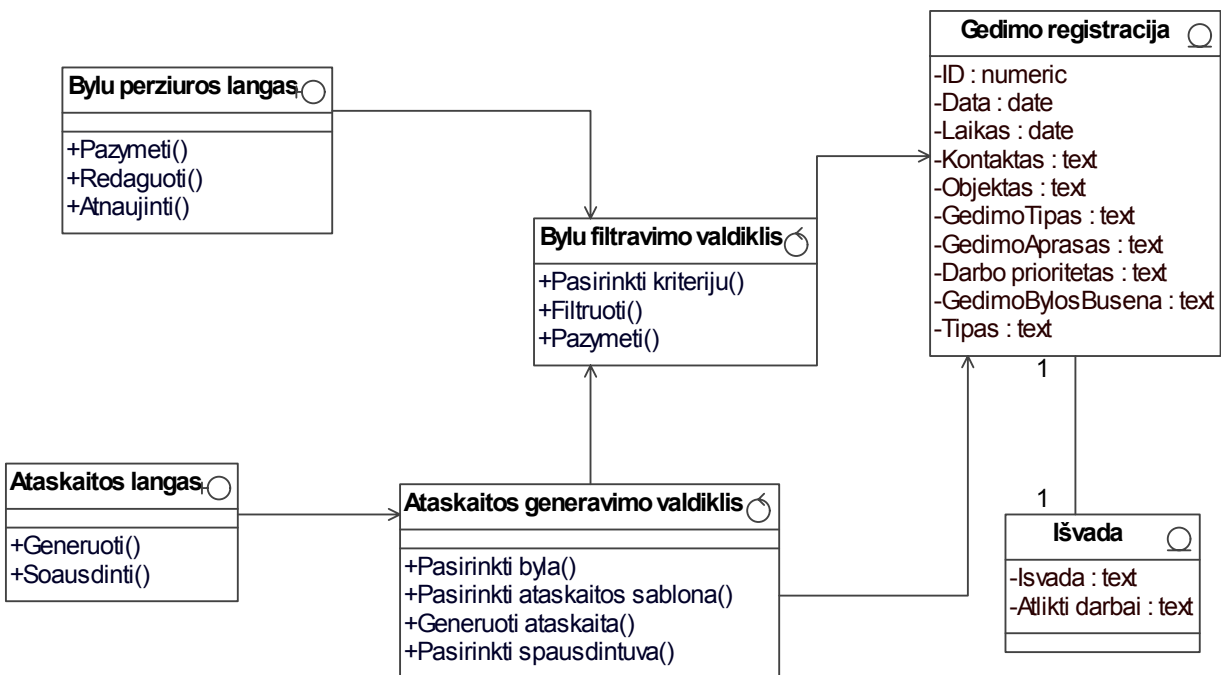 Gedimo registracija
-ID : numeric
-Data : date
-Laikas : date
-Kontaktas : text
-Objektas : text
-GedimoTipas : text
-GedimoAprasas : text
-Darbo prioritetas : text
-GedimoBylosBusena : text
-Tipas : text
Bylu perziuros langas
+Pazymeti()
+Redaguoti()
+Atnaujinti()
Bylu filtravimo valdiklis
+Pasirinkti kriteriju()
+Filtruoti()
+Pazymeti()
1
1
Ataskaitos langas
+Generuoti()
+Soausdinti()
Ataskaitos generavimo valdiklis
+Pasirinkti byla()
+Pasirinkti ataskaitos sablona()
+Generuoti ataskaita()
+Pasirinkti spausdintuva()
Išvada
-Isvada : text
-Atlikti darbai : text